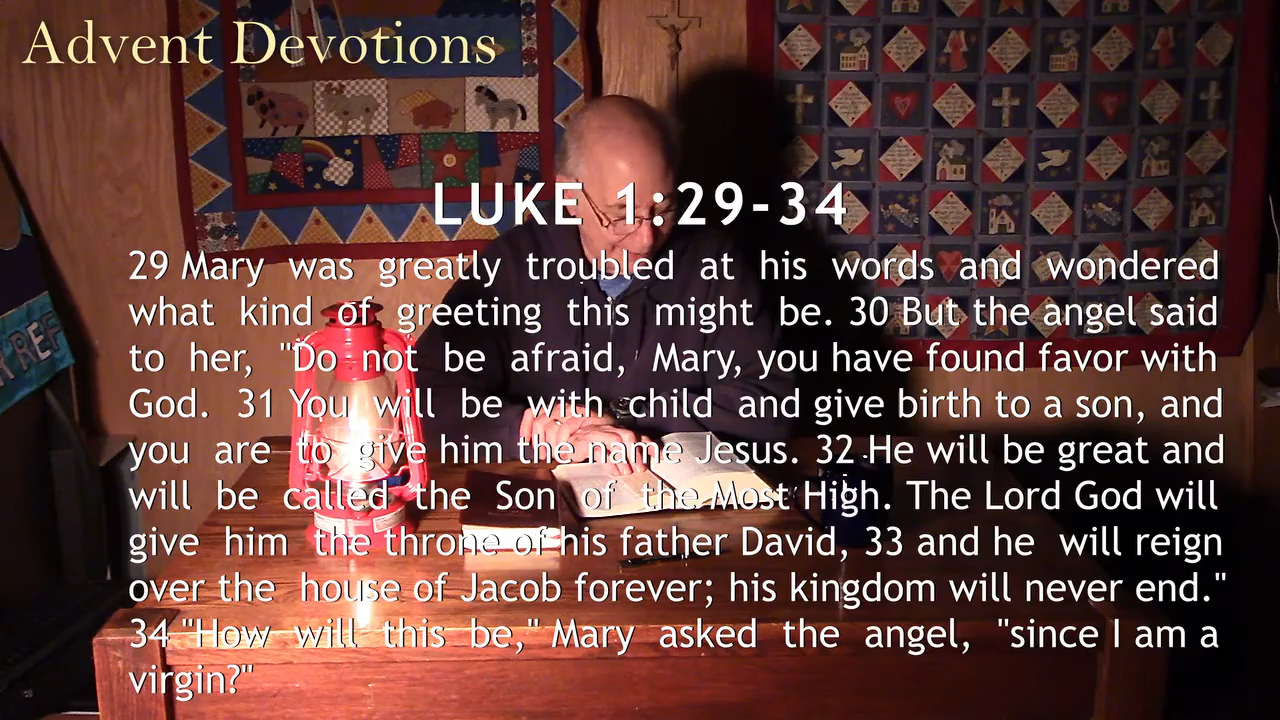 Advent Devotions
LUKE 1:29-34
29 Mary was greatly troubled at his words and wondered
what kind of greeting this might be. 30 But the angel said
to her, "Do not be afraid, Mary, you have found favor with
God. 31 You will be with child and give birth to a son, and
you are to give him the name Jesus. 32 He will be great and
will be called the Son of the Most High. The Lord God will
give him the throne of his father David, 33 and he will reign
over the house of Jacob forever; his kingdom will never end."
34 "How will this be," Mary asked the angel, "since I am a
virgin?"